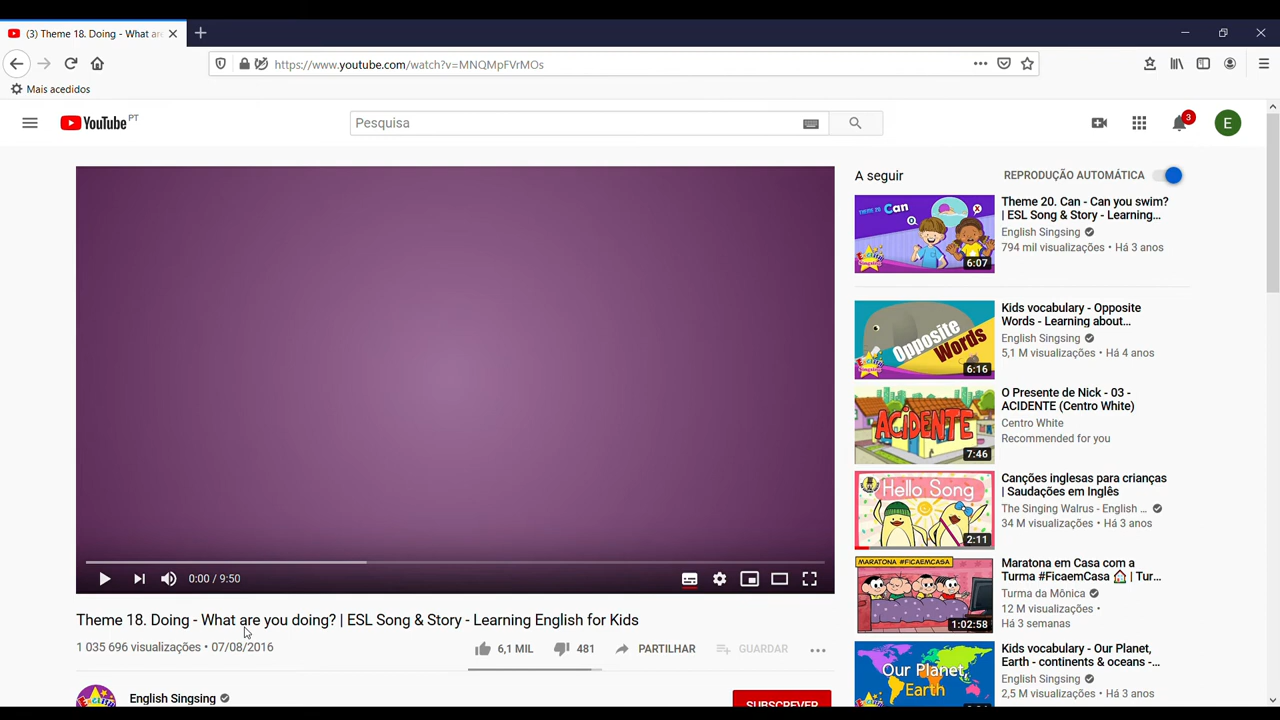 (3) Theme 18. Doing - What are
https://www.youtube.com/watch?v=MNQMpFVrMOs
Mais acedidos
YouTube PT
Pesquisa
3
E
A seguir
REPRODUÇÃO AUTOMÁTICA
THEME 20 Can
6:07
Theme 20. Can - Can you swim?
| ESL Song & Story - Learning...
English Singsing
794 mil visualizações • Há 3 anos
Opposite
Words
6:16
Kids vocabulary - Opposite
Words - Learning about...
English Singsing
5,1 M visualizações • Há 4 anos
ACIDENTE
7:46
O Presente de Nick - 03 -
ACIDENTE (Centro White)
Centro White
Recommended for you
Hello Song
2:11
Canções inglesas para crianças
| Saudações em Inglês
The Singing Walrus - English ...
34 M visualizações • Há 3 anos
MARATONA #FICAEMCASA
1:02:58
Maratona em Casa com a
Turma #FicaemCasa | Tur...
Turma da Mônica
12 M visualizações •
Há 3 semanas
Our Planet,
Earth
Kids vocabulary - Our Planet,
Earth - continents & oceans -...
English Singsing
2,5 M visualizações • Há 3 anos
0:00 / 9:50
Theme 18. Doing - What are you doing? | ESL Song & Story - Learning English for Kids
1 035 696 visualizações • 07/08/2016
6,1 MIL
481
PARTILHAR
GUARDAR
English Singsing
SUBSCREVER